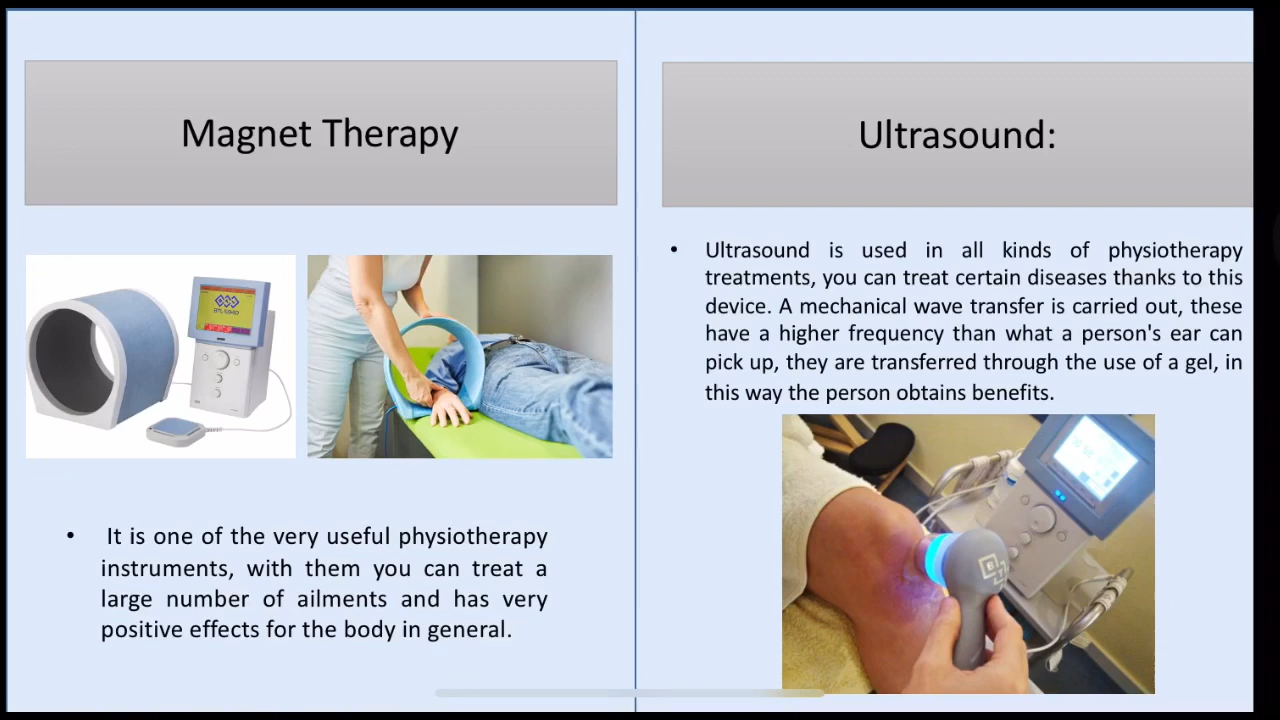 Magnet Therapy
• It is one of the very useful physiotherapy
instruments, with them you can treat a
large number of ailments and has very
positive effects for the body in general.
Ultrasound:
• Ultrasound is used in all kinds of physiotherapy
treatments, you can treat certain diseases thanks to this
device. A mechanical wave transfer is carried out, these
have a higher frequency than what a person's ear can
pick up, they are transferred through the use of a gel, in
this way the person obtains benefits.